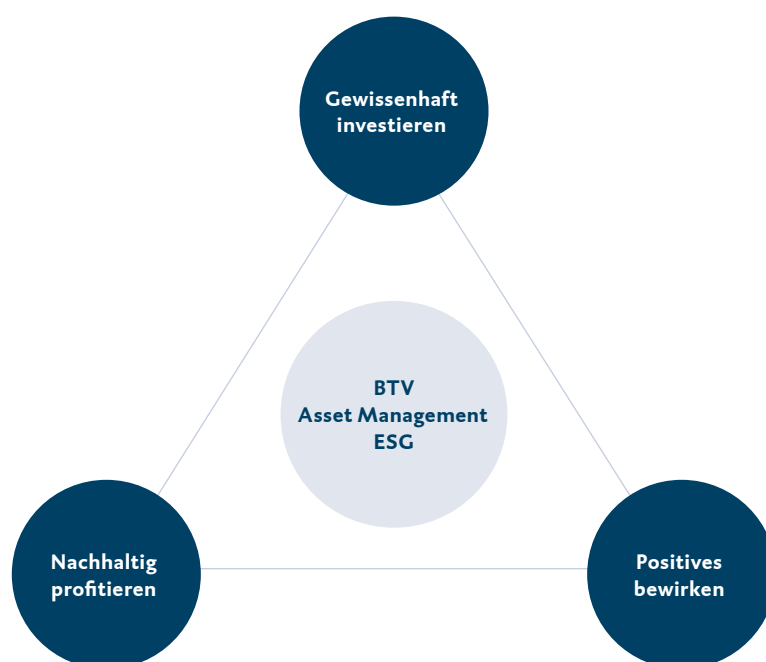 Gewissenhaft
investieren
BTV
Asset Management
ESG
Nachhaltig
profitieren
Positives
bewirken